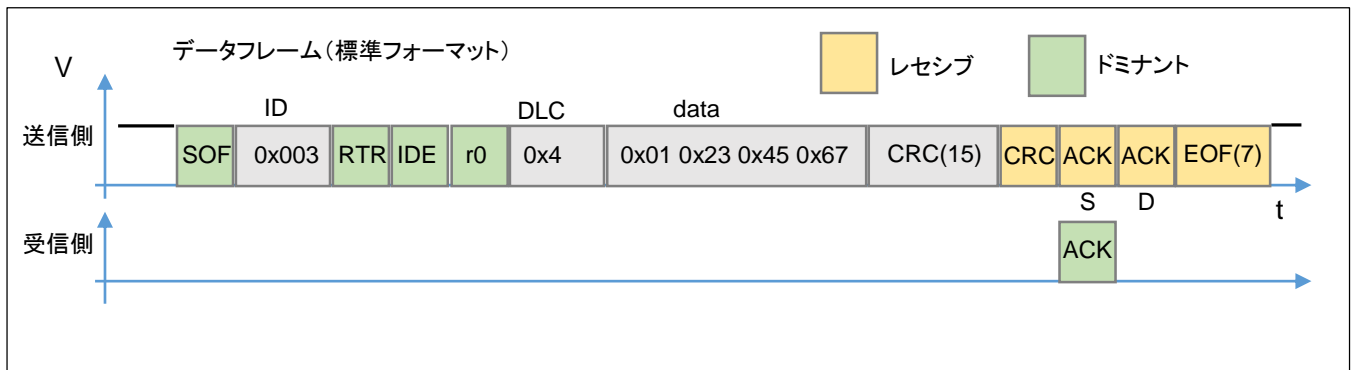 データフレーム（標準フォーマット）
レセシブ
ドミナント
V
ID
DLC
data
送信側
SOF 0x003 RTR IDE r0 0x4 0x01 0x23 0x45 0x67 CRC(15) CRC ACK ACK EOF(7)
S D
t
受信側
ACK